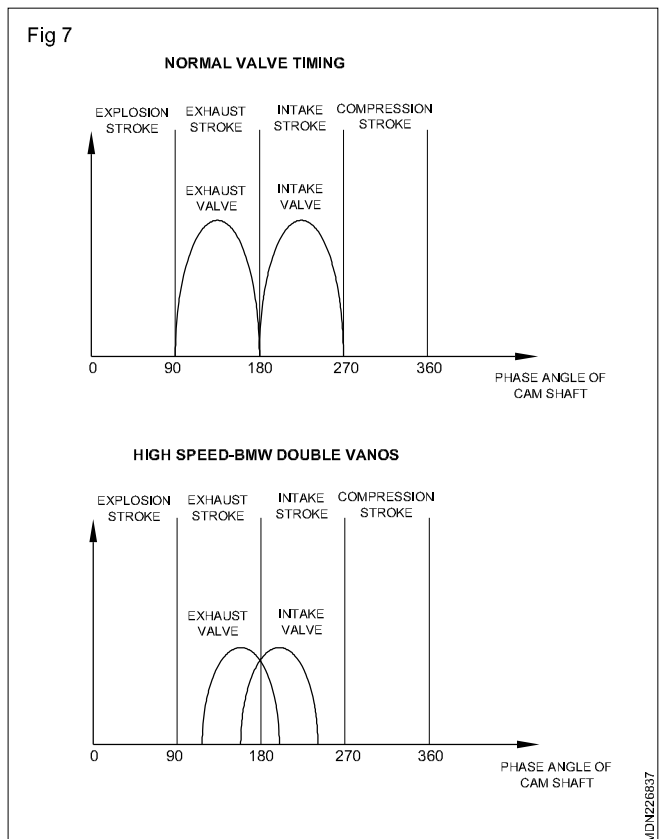 Fig 7
NORMAL VALVE TIMING
EXPLOSION STROKE
EXHAUST STROKE
INTAKE STROKE
COMPRESSION STROKE
EXHAUST VALVE
INTAKE VALVE
0 90 180 270 360
PHASE ANGLE OF
CAM SHAFT
HIGH SPEED-BMW DOUBLE VANOS
EXPLOSION STROKE
EXHAUST STROKE
INTAKE STROKE
COMPRESSION STROKE
EXHAUST VALVE
INTAKE VALVE
0 90 180 270 360
PHASE ANGLE OF
CAM SHAFT
MDN226837